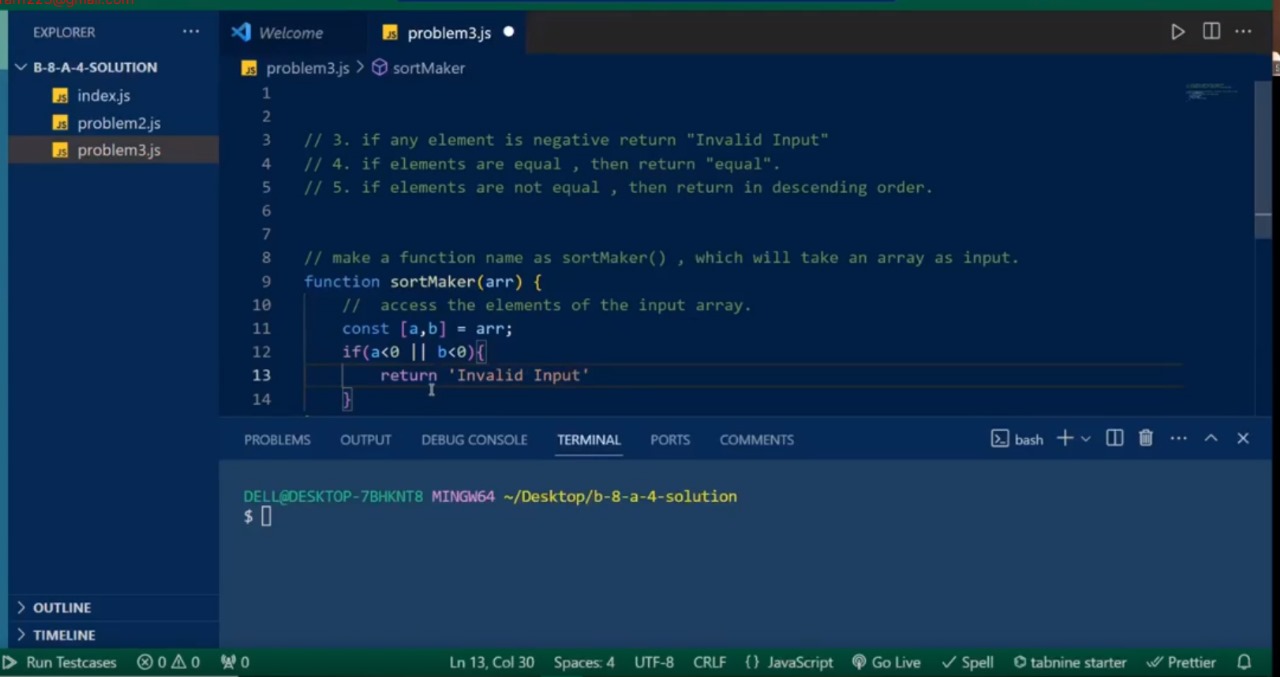 EXPLORER
Welcome
problem3.js
B-8-A-4-SOLUTION
index.js
problem2.js
problem3.js
problem3.js > sortMaker
1
2
3 // 3. if any element is negative return "Invalid Input"
4 // 4. if elements are equal , then return "equal".
5 // 5. if elements are not equal , then return in descending order.
6
7
8 // make a function name as sortMaker() , which will take an array as input.
9 function sortMaker(arr) {
10 //  access the elements of the input array.
11 const [a,b] = arr;
12 if(a<0 || b<0){
13 return 'Invalid Input'
14 }
PROBLEMS OUTPUT DEBUG CONSOLE TERMINAL PORTS COMMENTS
bash
DELL@DESKTOP-7BHKNT8 MINGW64 ~/Desktop/b-8-a-4-solution
$
OUTLINE
TIMELINE
Run Testcases 0 0 0 Ln 13, Col 30 Spaces: 4 UTF-8 CRLF {} JavaScript Go Live Spell tabnine starter Prettier